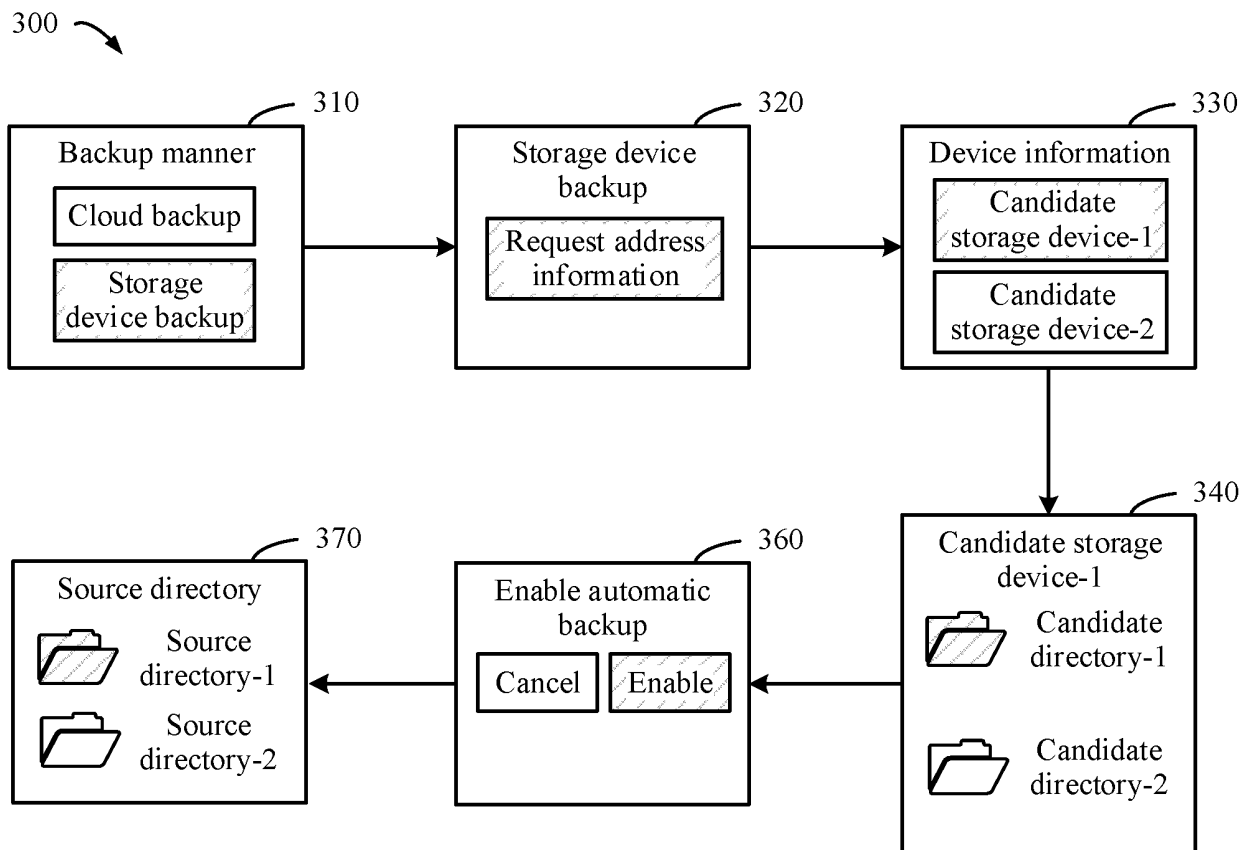 300
310
Backup manner
Cloud backup
Storage
device backup
320
Storage device
backup
Request address
information
330
Device information
Candidate
storage device-1
Candidate
storage device-2
340
Candidate storage
device-1
Candidate
directory-1
Candidate
directory-2
360
Enable automatic
backup
Cancel
Enable
370
Source directory
Source
directory-1
Source
directory-2